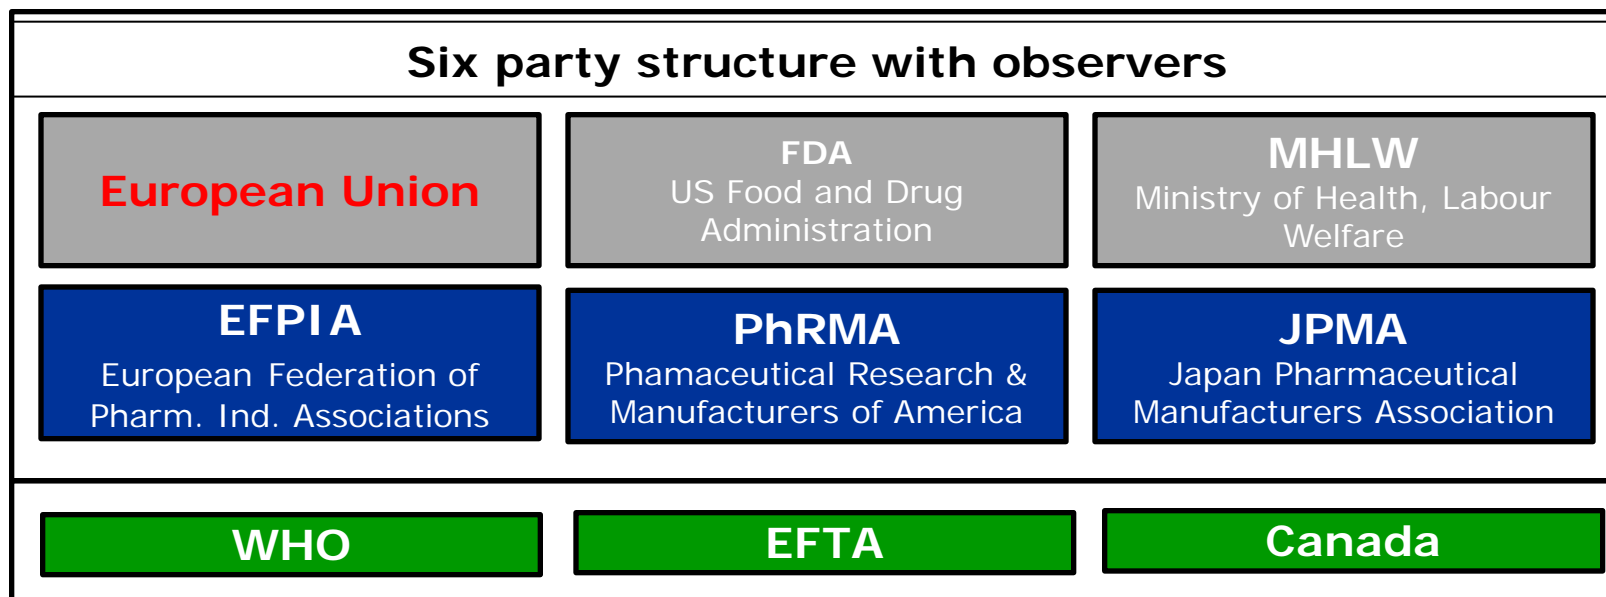 Six party structure with observers
European Union
FDA
US Food and Drug
Administration
MHLW
Ministry of Health, Labour
Welfare
EFPIA
European Federation of
Pharm. Ind. Associations
PhRMA
Phamaceutical Research &
Manufacturers of America
JPMA
Japan Pharmaceutical
Manufacturers Association
WHO
EFTA
Canada